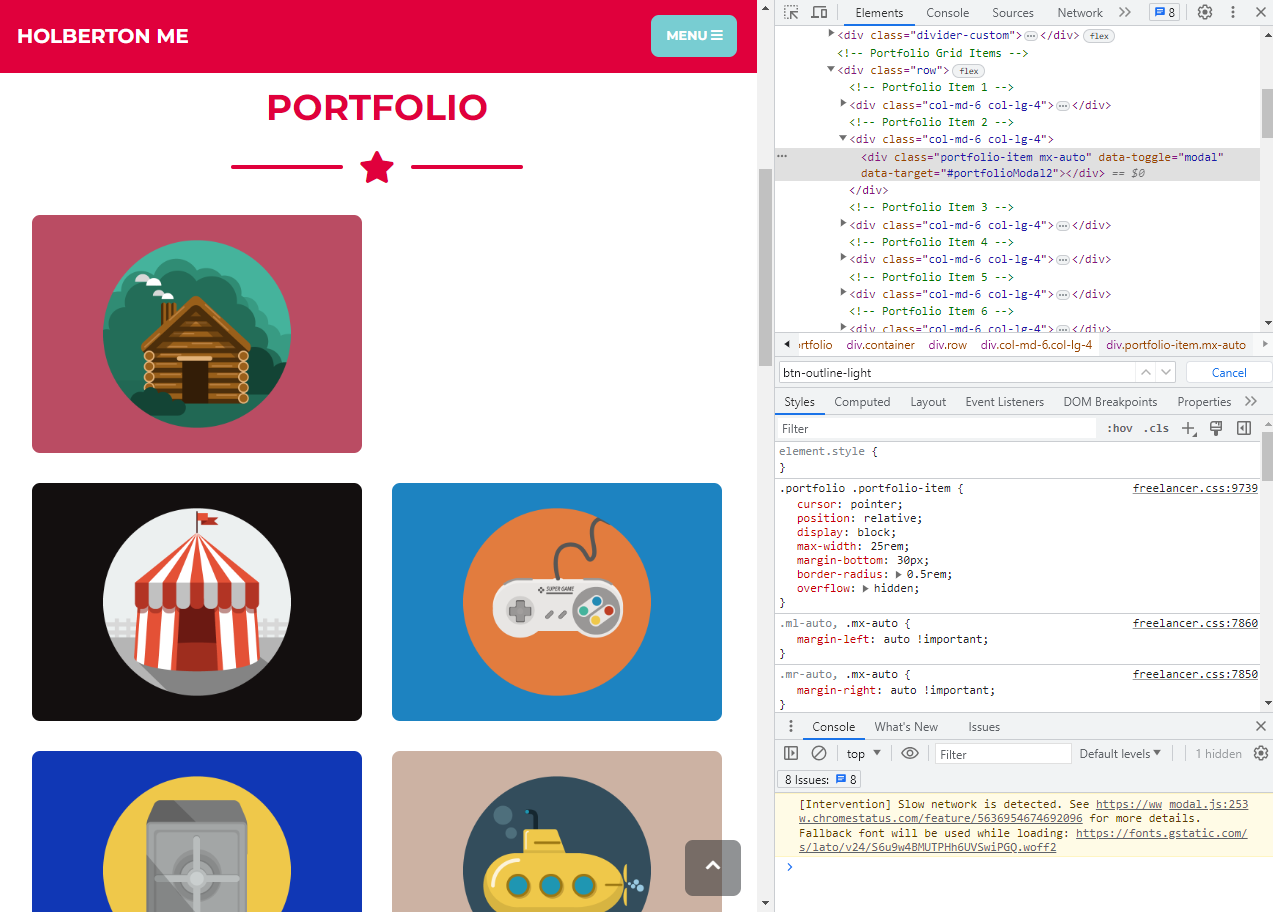 HOLBERTON ME
MENU
PORTFOLIO
SUPER GAME
Elements Console Sources Network 8
<div class="divider-custom"> ⋯ </div> flex
<!-- Portfolio Grid Items -->
<div class="row"> flex
<!-- Portfolio Item 1 -->
<div class="col-md-6 col-lg-4"> ⋯ </div>
<!-- Portfolio Item 2 -->
<div class="col-md-6 col-lg-4">
<div class="portfolio-item mx-auto" data-toggle="modal"
data-target="#portfolioModal2"></div> == $0
</div>
<!-- Portfolio Item 3 -->
<div class="col-md-6 col-lg-4"> ⋯ </div>
<!-- Portfolio Item 4 -->
<div class="col-md-6 col-lg-4"> ⋯ </div>
<!-- Portfolio Item 5 -->
<div class="col-md-6 col-lg-4"> ⋯ </div>
<!-- Portfolio Item 6 -->
<div class="col-md-6 col-lg-4"> ⋯ </div>
rtfolio div.container div.row div.col-md-6.col-lg-4 div.portfolio-item.mx-auto
btn-outline-light Cancel
Styles Computed Layout Event Listeners DOM Breakpoints Properties
Filter :hov .cls
element.style {
}
.portfolio .portfolio-item { freelancer.css:9739
cursor: pointer;
position: relative;
display: block;
max-width: 25rem;
margin-bottom: 30px;
border-radius: 0.5rem;
overflow: hidden;
}
.ml-auto, .mx-auto { freelancer.css:7860
margin-left: auto !important;
}
.mr-auto, .mx-auto { freelancer.css:7850
margin-right: auto !important;
}
Console What's New Issues
top Filter Default levels 1 hidden
8 Issues: 8
[Intervention] Slow network is detected. See https://ww modal.js:253
w.chromestatus.com/feature/5636954674692096 for more details.
Fallback font will be used while loading: https://fonts.gstatic.com/
s/lato/v24/S6u9w4BMUTPHh6UVSwiPGQ.woff2